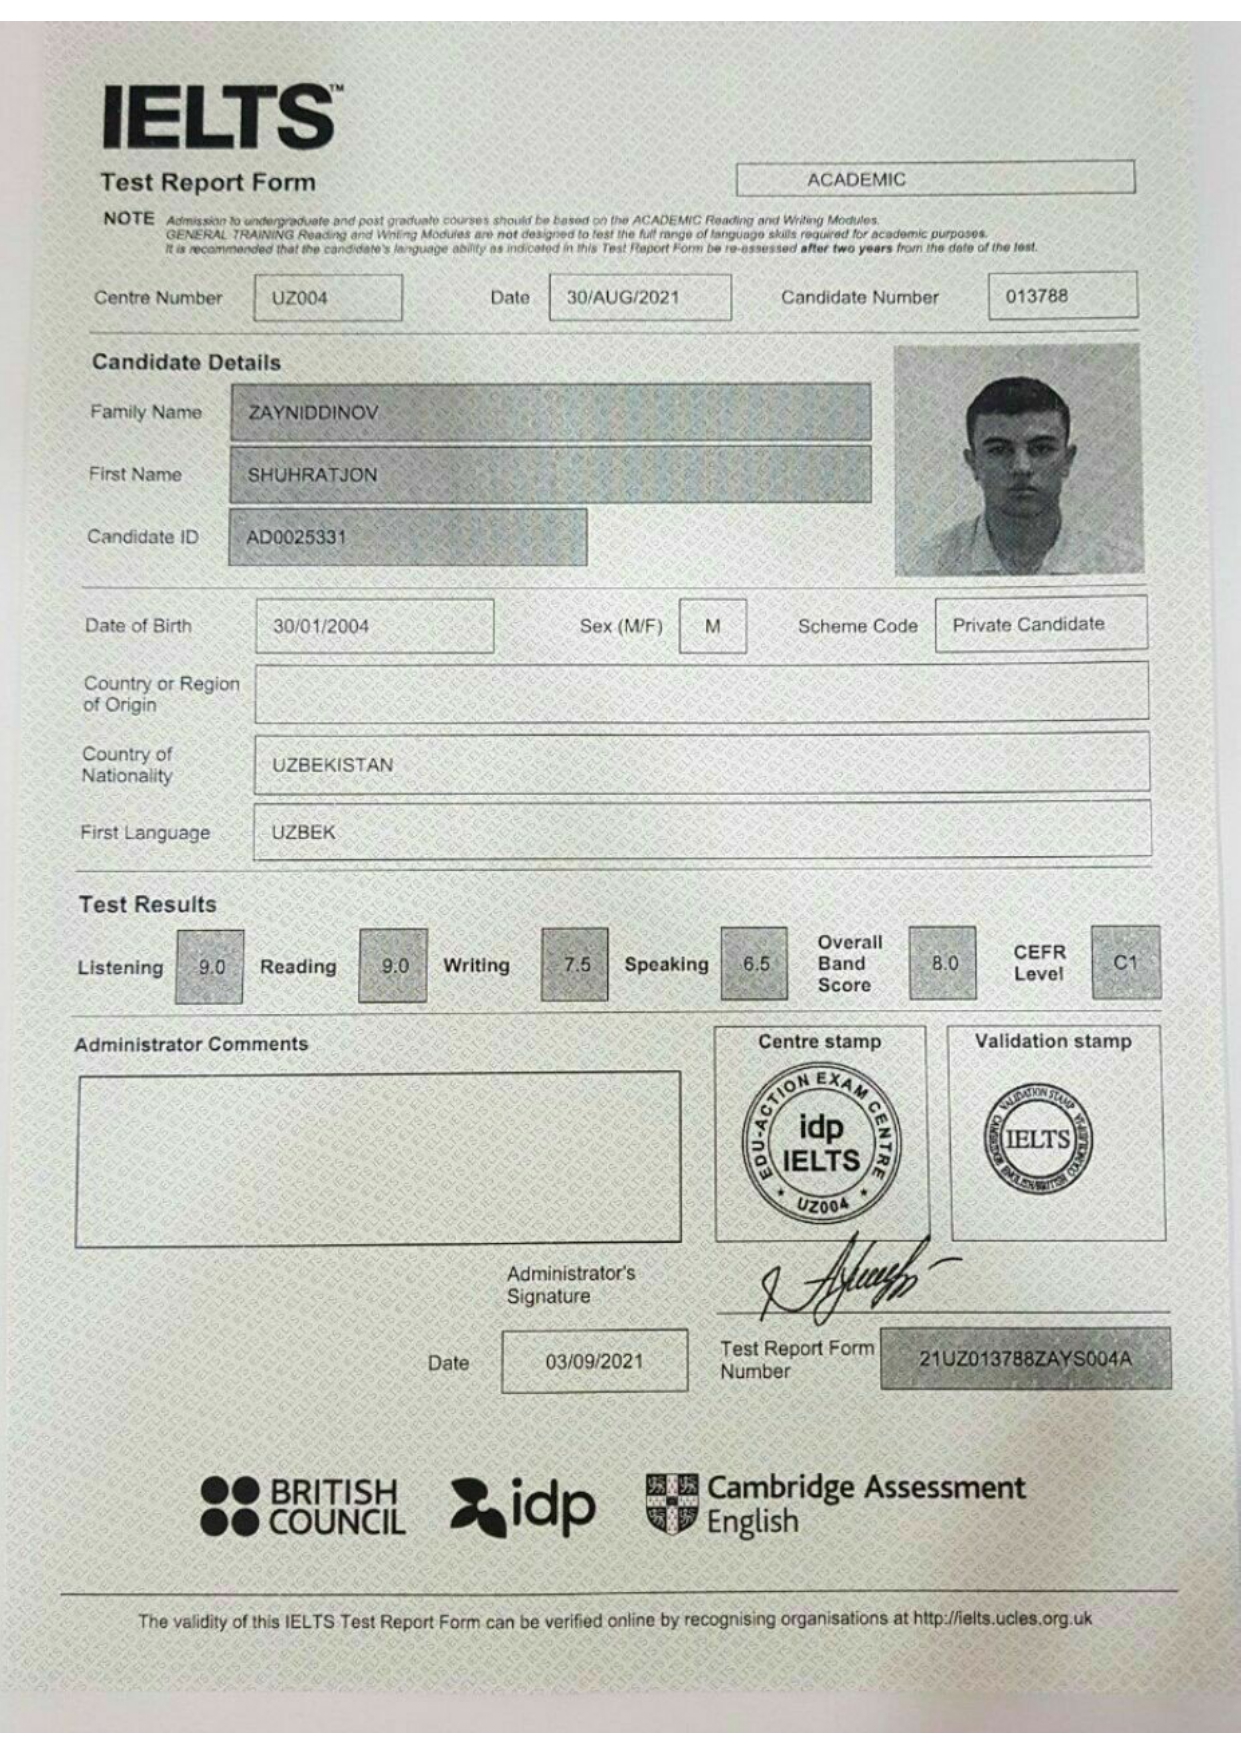 IELTS™
Test Report Form
ACADEMIC
NOTE Admission to undergraduate and post graduate courses should be based on the ACADEMIC Reading and Writing Modules.
GENERAL TRAINING Reading and Writing Modules are not designed to test the full range of language skills required for academic purposes.
It is recommended that the candidate's language ability as indicated in this Test Report Form be re-assessed after two years from the date of the test.
Centre Number UZ004 Date 30/AUG/2021 Candidate Number 013788
Candidate Details
Family Name ZAYNIDDINOV
First Name SHUHRATJON
Candidate ID AD0025331
Date of Birth 30/01/2004 Sex (M/F) M Scheme Code Private Candidate
Country or Region
of Origin
Country of
Nationality
UZBEKISTAN
First Language UZBEK
Test Results
Listening 9.0 Reading 9.0 Writing 7.5 Speaking 6.5
Overall
Band
Score
8.0
CEFR
Level
C1
Administrator Comments
Centre stamp
EDU-ACTION EXAM CENTRE
idp
IELTS
UZ004
Validation stamp
VALIDATION STAMP
IELTS
Administrator's
Signature
Date 03/09/2021
Test Report Form
Number
21UZ013788ZAYS004A
BRITISH
COUNCIL
idp
Cambridge Assessment
English
The validity of this IELTS Test Report Form can be verified online by recognising organisations at http://ielts.ucles.org.uk